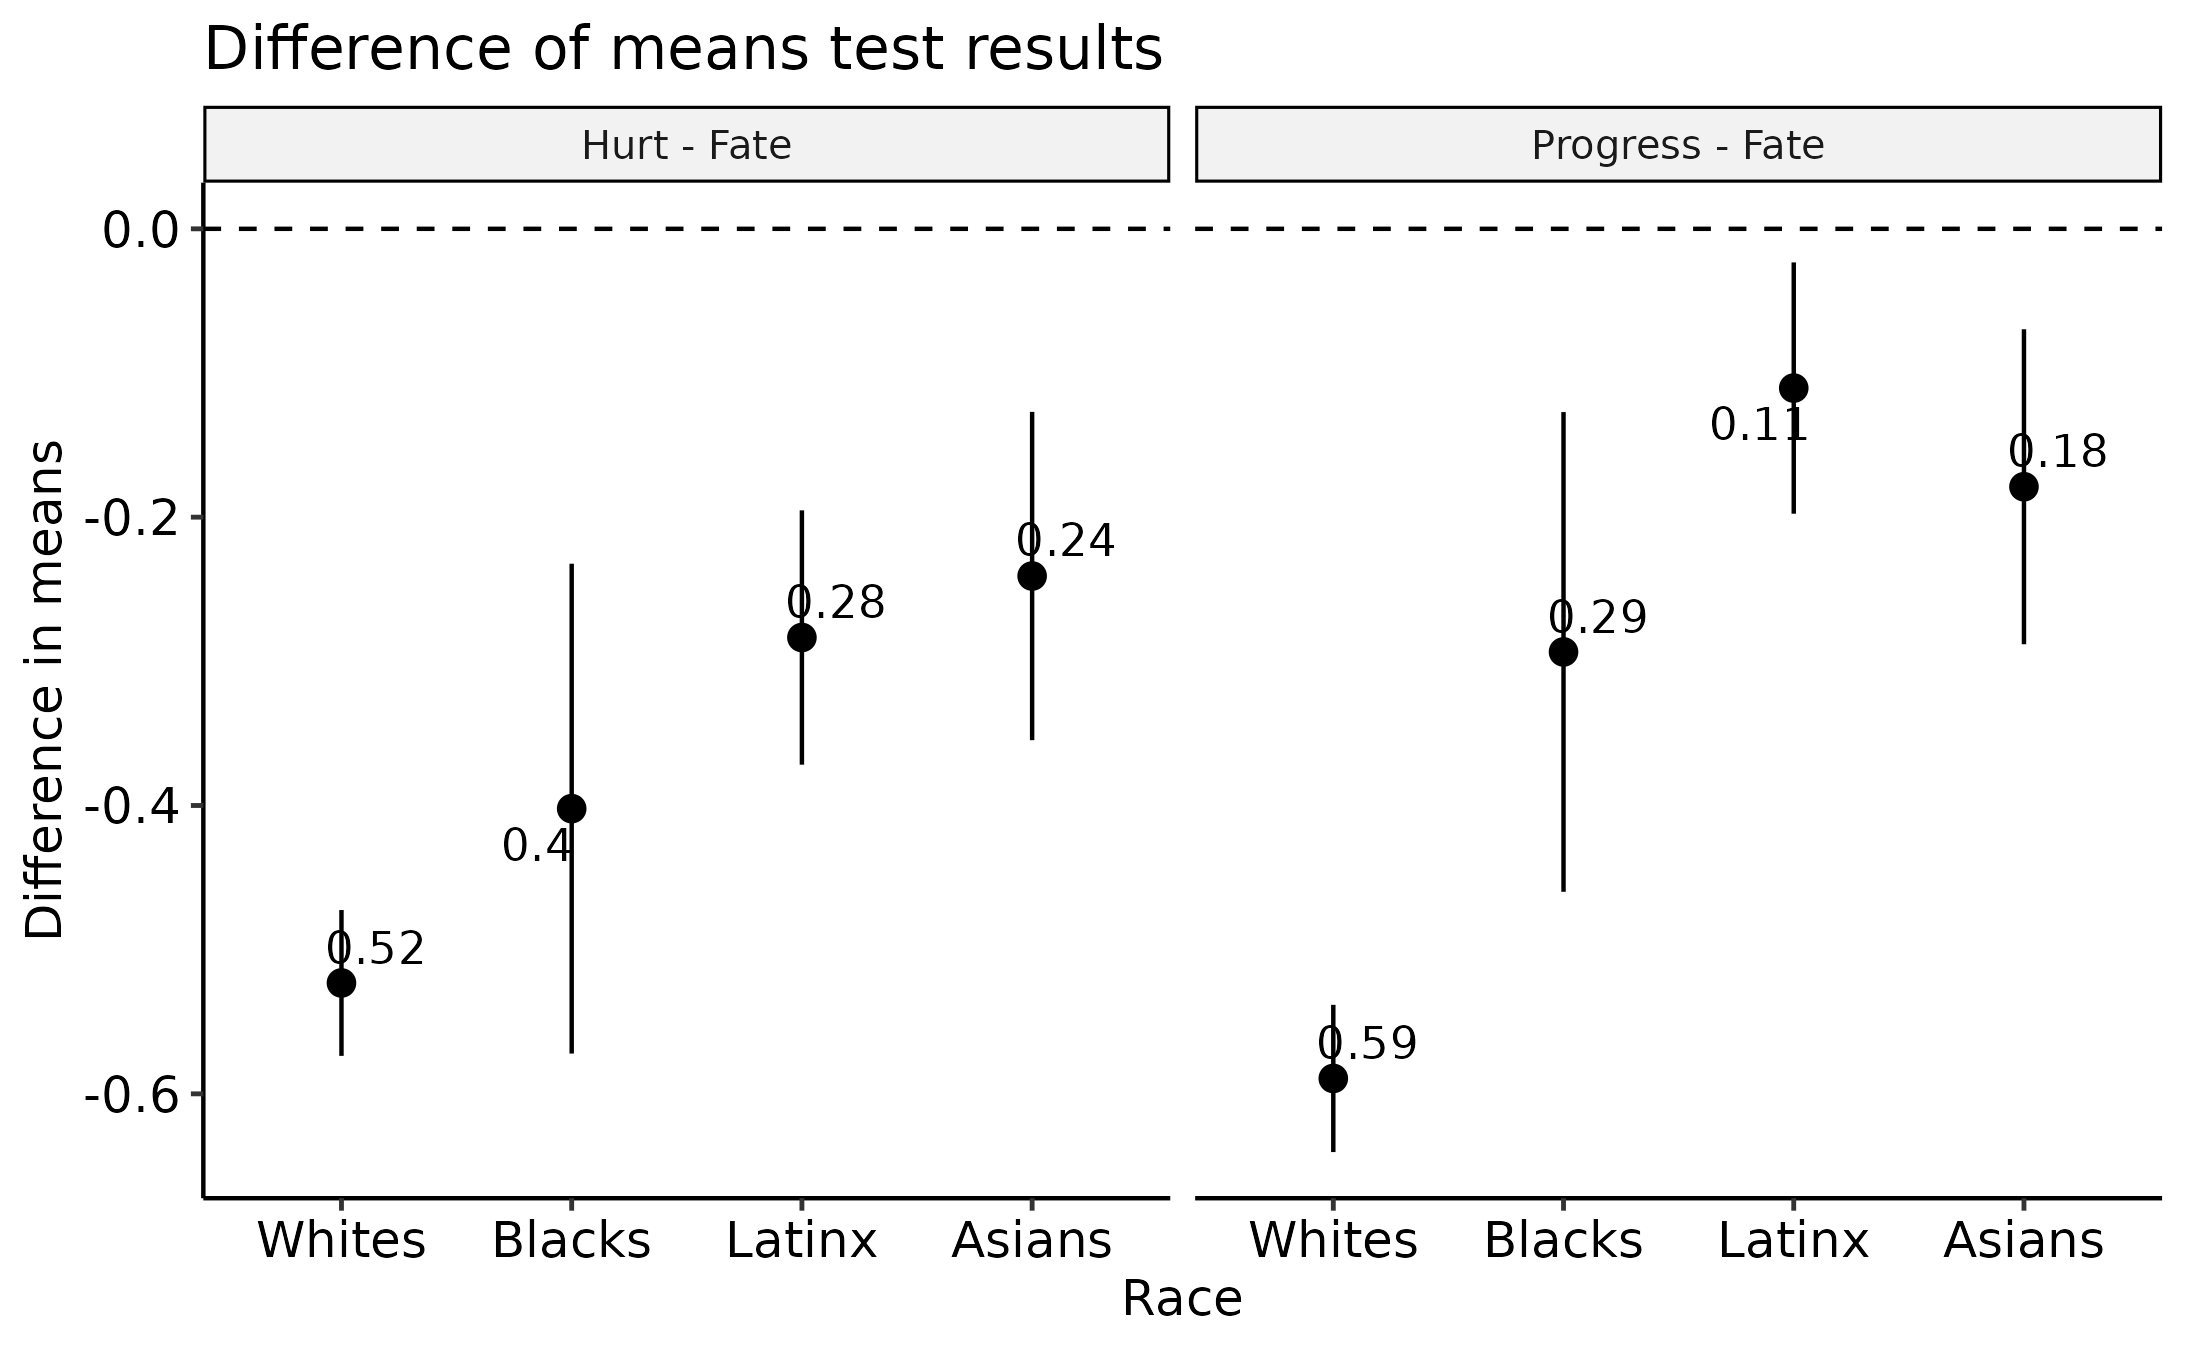 Difference of means test results
Hurt - Fate
Progress - Fate
Difference in means
0.0
-0.2
-0.4
-0.6
0.52
0.4
0.28
0.24
0.59
0.29
0.11
0.18
Whites Blacks Latinx Asians
Whites Blacks Latinx Asians
Race